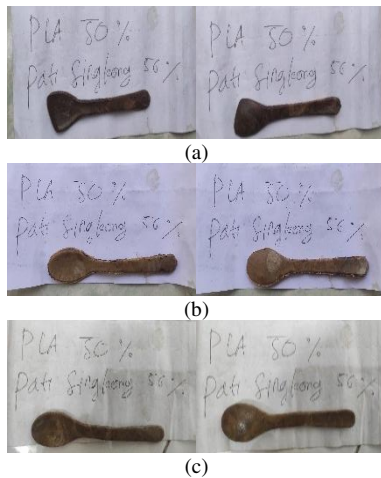 PLA 50 % PLA 50 %
Pati Singkong 50 % Pati Singkong 50 %
(a)
PLA 50 % PLA 50 %
Pati Singkong 50 % Pati Singkong 50 %
(b)
PLA 50 % PLA 50 %
Pati Singkong 50 % Pati Singkong 50 %
(c)